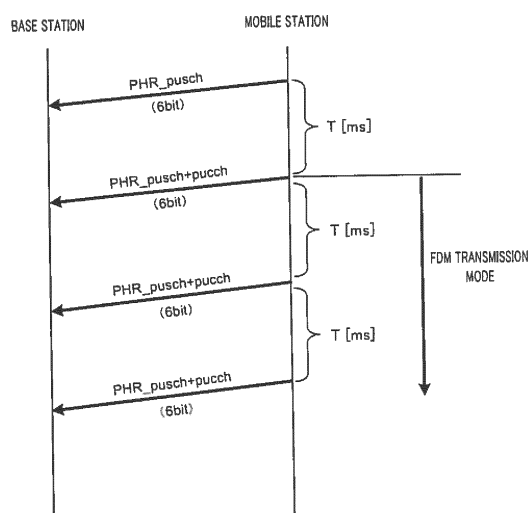 BASE STATION
MOBILE STATION
PHR_pusch
(6bit)
T [ms]
PHR_pusch+pucch
(6bit)
T [ms]
FDM TRANSMISSION
MODE
PHR_pusch+pucch
(6bit)
T [ms]
PHR_pusch+pucch
(6bit)